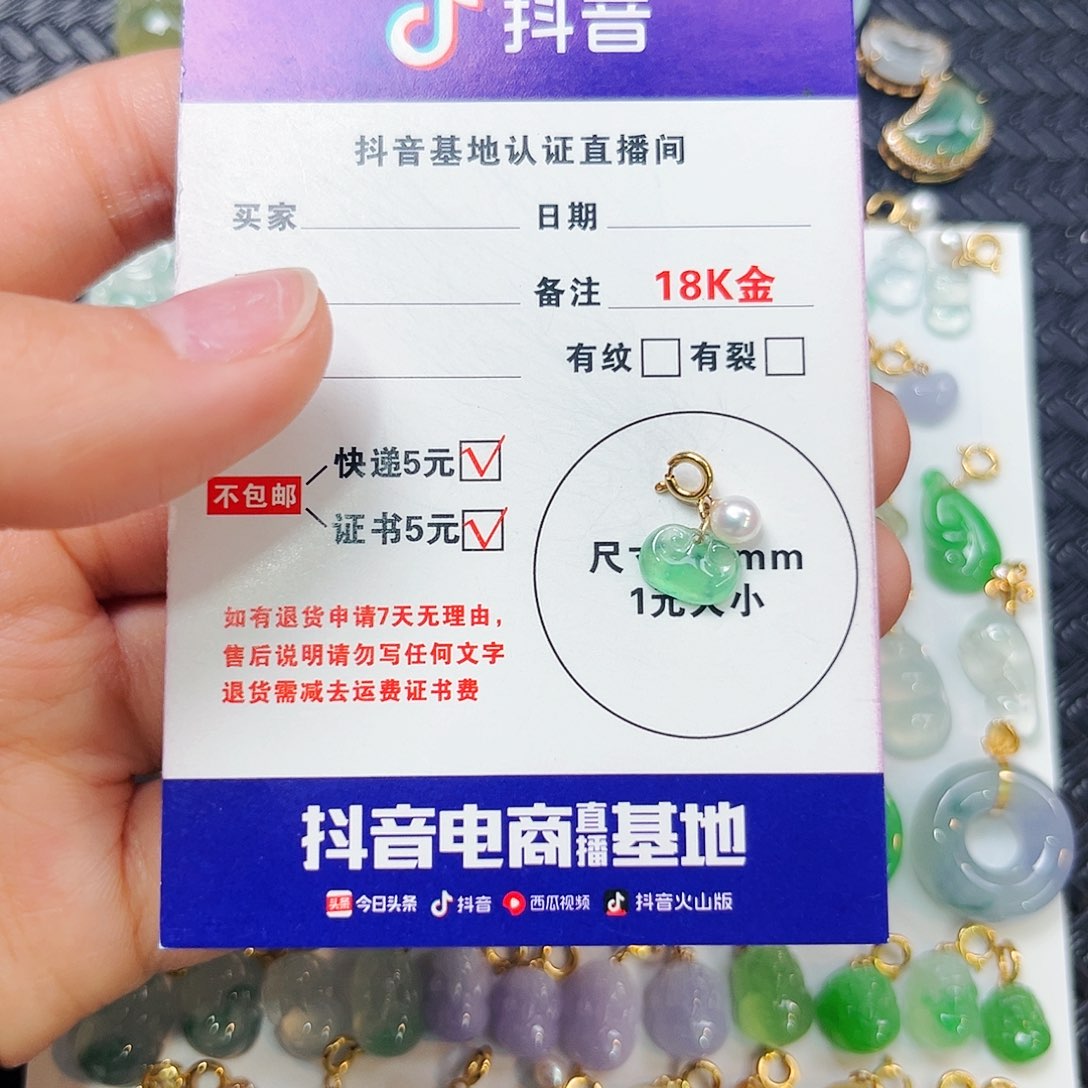 抖音
抖音基地认证直播间
买家
日期
备注 18K金
有纹 有裂
快递5元
不包邮
证书5元
mm
1元大小
如有退货申请7天无理由，
售后说明请勿写任何文字
退货需减去运费证书费
抖音电商直播基地
头条 今日头条 抖音 西瓜视频 抖音火山版